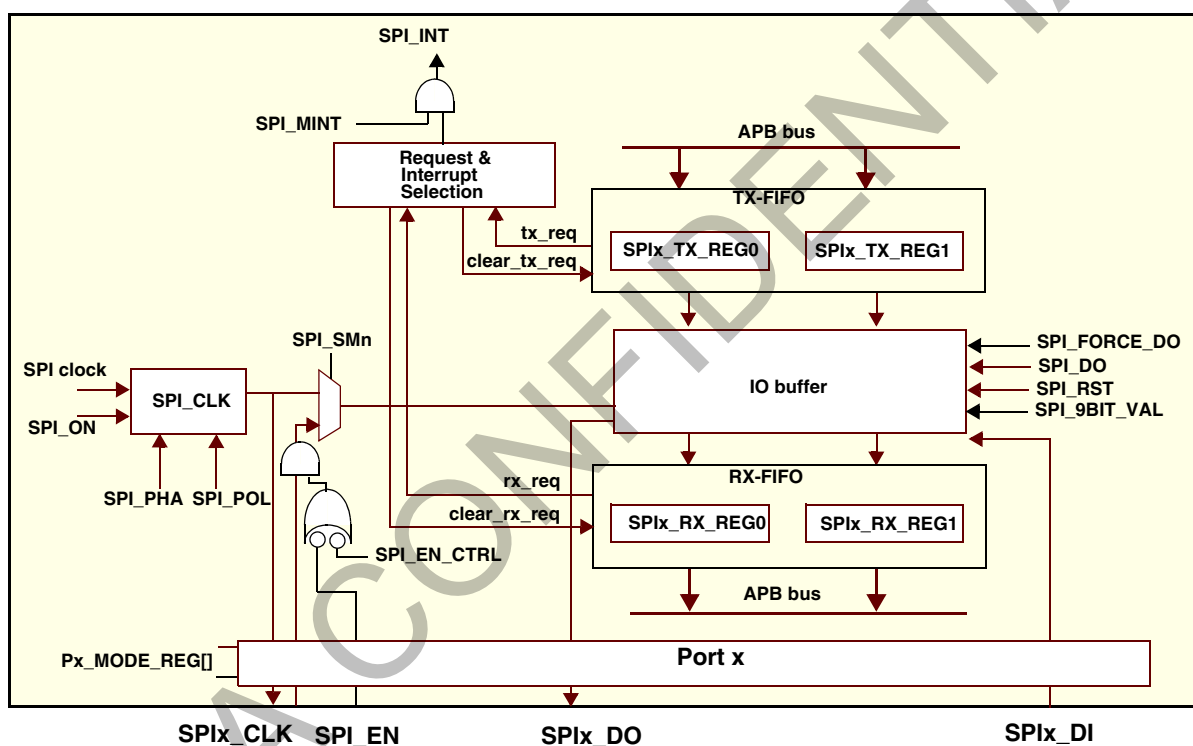 SPI_INT
SPI_MINT
APB bus
Request &
Interrupt
Selection
TX-FIFO
tx_req
SPIx_TX_REG0
SPIx_TX_REG1
clear_tx_req
SPI_SMn
SPI_FORCE_DO
SPI clock
SPI_DO
SPI_CLK
IO buffer
SPI_RST
SPI_ON
SPI_9BIT_VAL
SPI_PHA
SPI_POL
rx_req
RX-FIFO
clear_rx_req
SPIx_RX_REG0
SPIx_RX_REG1
SPI_EN_CTRL
APB bus
Px_MODE_REG[]
Port x
SPIx_CLK
SPI_EN
SPIx_DO
SPIx_DI